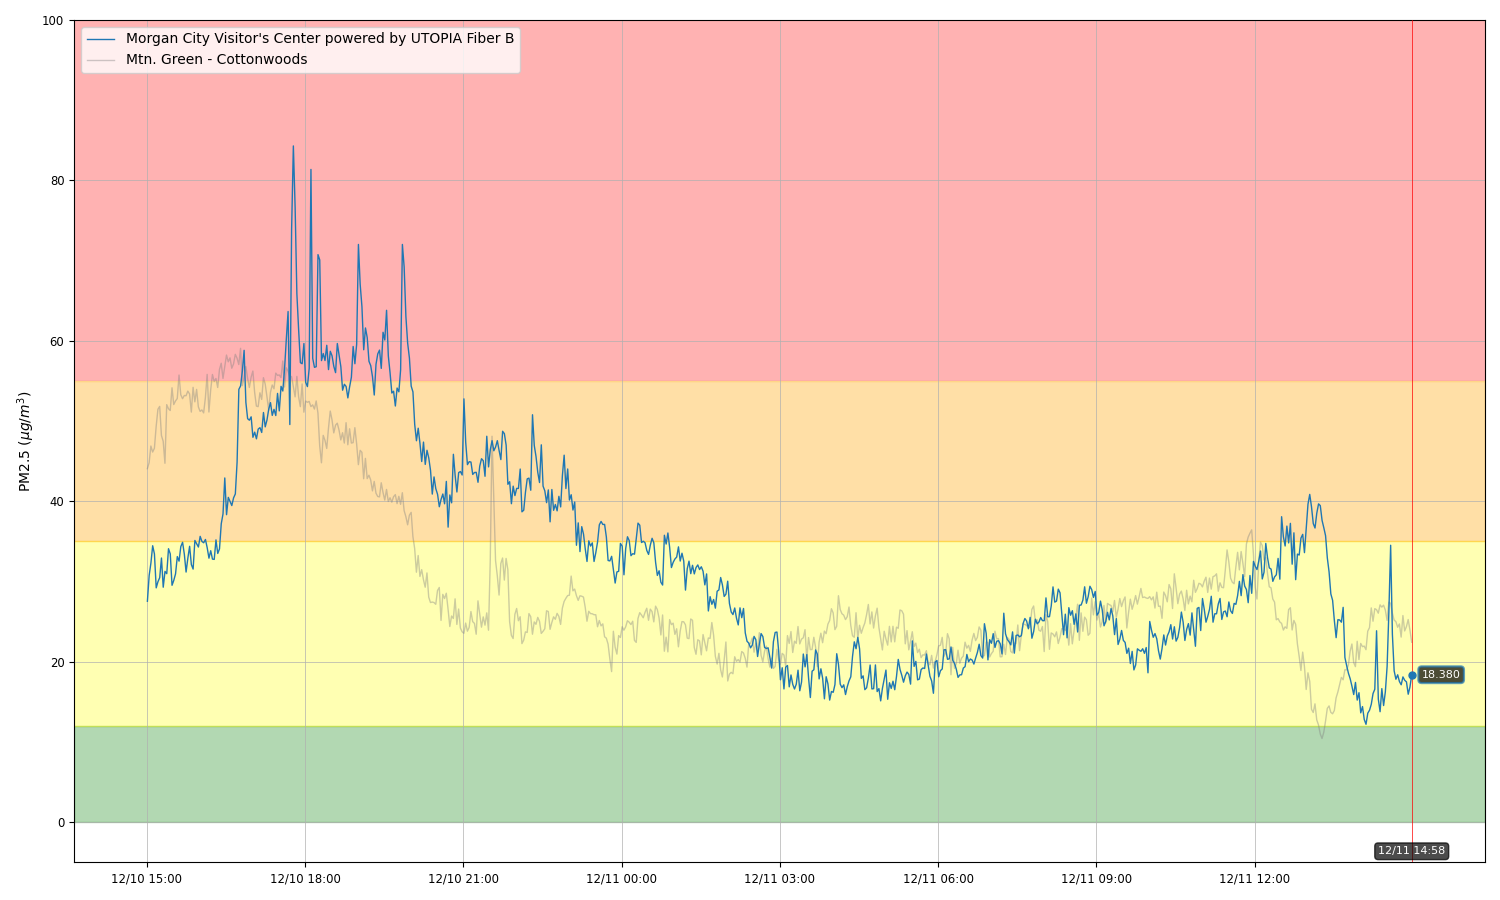 100
Morgan City Visitor's Center powered by UTOPIA Fiber B
Mtn. Green - Cottonwoods
80
60
PM2.5 (μg/m³)
40
20
18.380
0
12/11 14:58
12/10 15:00 12/10 18:00 12/10 21:00 12/11 00:00 12/11 03:00 12/11 06:00 12/11 09:00 12/11 12:00